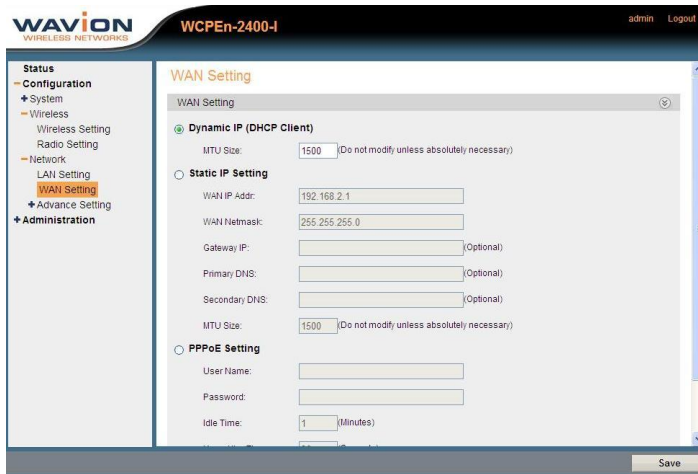 WAVION
WIRELESS NETWORKS
WCPEn-2400-I
admin Logout
Status
Configuration
System
Wireless
Wireless Setting
Radio Setting
Network
LAN Setting
WAN Setting
Advance Setting
Administration
WAN Setting
WAN Setting
Dynamic IP (DHCP Client)
MTU Size: 1500 (Do not modify unless absolutely necessary)
Static IP Setting
WAN IP Addr: 192.168.2.1
WAN Netmask: 255.255.255.0
Gateway IP: (Optional)
Primary DNS: (Optional)
Secondary DNS: (Optional)
MTU Size: 1500 (Do not modify unless absolutely necessary)
PPPoE Setting
User Name:
Password:
Idle Time: 1 (Minutes)
Save